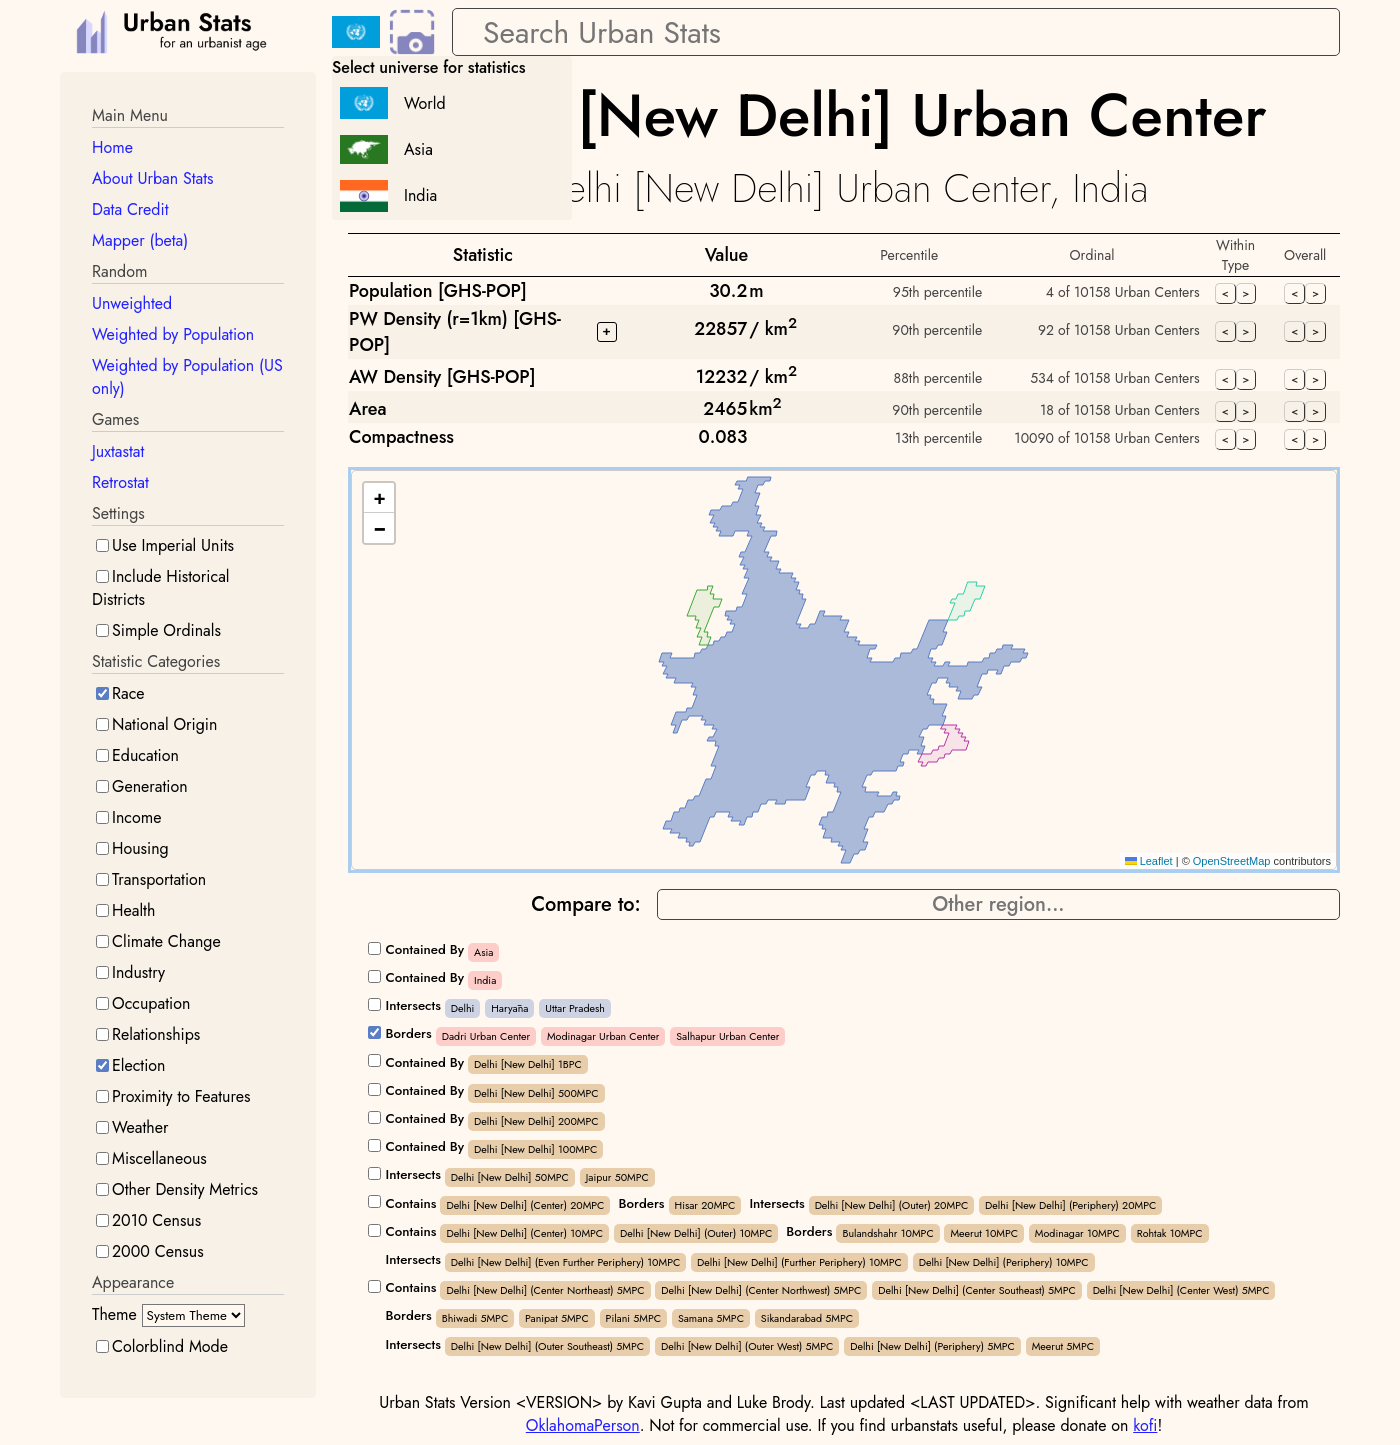 Urban Stats
for an urbanist age
Search Urban Stats
Select universe for statistics
World
Asia
India
[New Delhi] Urban Center
elhi [New Delhi] Urban Center, India
Main Menu
Home
About Urban Stats
Data Credit
Mapper (beta)
Random
Unweighted
Weighted by Population
Weighted by Population (US
only)
Games
Juxtastat
Retrostat
Settings
Use Imperial Units
Include Historical
Districts
Simple Ordinals
Statistic Categories
Race
National Origin
Education
Generation
Income
Housing
Transportation
Health
Climate Change
Industry
Occupation
Relationships
Election
Proximity to Features
Weather
Miscellaneous
Other Density Metrics
2010 Census
2000 Census
Appearance
Theme System Theme
Colorblind Mode
Statistic Value Percentile Ordinal Within Type Overall
Population [GHS-POP] 30.2 m 95th percentile 4 of 10158 Urban Centers < > < >
PW Density (r=1km) [GHS-
POP] + 22857 / km² 90th percentile 92 of 10158 Urban Centers < > < >
AW Density [GHS-POP] 12232 / km² 88th percentile 534 of 10158 Urban Centers < > < >
Area 2465 km² 90th percentile 18 of 10158 Urban Centers < > < >
Compactness 0.083 13th percentile 10090 of 10158 Urban Centers < > < >
+
−
Leaflet | © OpenStreetMap contributors
Compare to: Other region...
Contained By Asia
Contained By India
Intersects Delhi Haryāna Uttar Pradesh
Borders Dadri Urban Center Modinagar Urban Center Salhapur Urban Center
Contained By Delhi [New Delhi] 1BPC
Contained By Delhi [New Delhi] 500MPC
Contained By Delhi [New Delhi] 200MPC
Contained By Delhi [New Delhi] 100MPC
Intersects Delhi [New Delhi] 50MPC Jaipur 50MPC
Contains Delhi [New Delhi] (Center) 20MPC Borders Hisar 20MPC Intersects Delhi [New Delhi] (Outer) 20MPC Delhi [New Delhi] (Periphery) 20MPC
Contains Delhi [New Delhi] (Center) 10MPC Delhi [New Delhi] (Outer) 10MPC Borders Bulandshahr 10MPC Meerut 10MPC Modinagar 10MPC Rohtak 10MPC
Intersects Delhi [New Delhi] (Even Further Periphery) 10MPC Delhi [New Delhi] (Further Periphery) 10MPC Delhi [New Delhi] (Periphery) 10MPC
Contains Delhi [New Delhi] (Center Northeast) 5MPC Delhi [New Delhi] (Center Northwest) 5MPC Delhi [New Delhi] (Center Southeast) 5MPC Delhi [New Delhi] (Center West) 5MPC
Borders Bhiwadi 5MPC Panipat 5MPC Pilani 5MPC Samana 5MPC Sikandarabad 5MPC
Intersects Delhi [New Delhi] (Outer Southeast) 5MPC Delhi [New Delhi] (Outer West) 5MPC Delhi [New Delhi] (Periphery) 5MPC Meerut 5MPC
Urban Stats Version <VERSION> by Kavi Gupta and Luke Brody. Last updated <LAST UPDATED>. Significant help with weather data from
OklahomaPerson. Not for commercial use. If you find urbanstats useful, please donate on kofi!